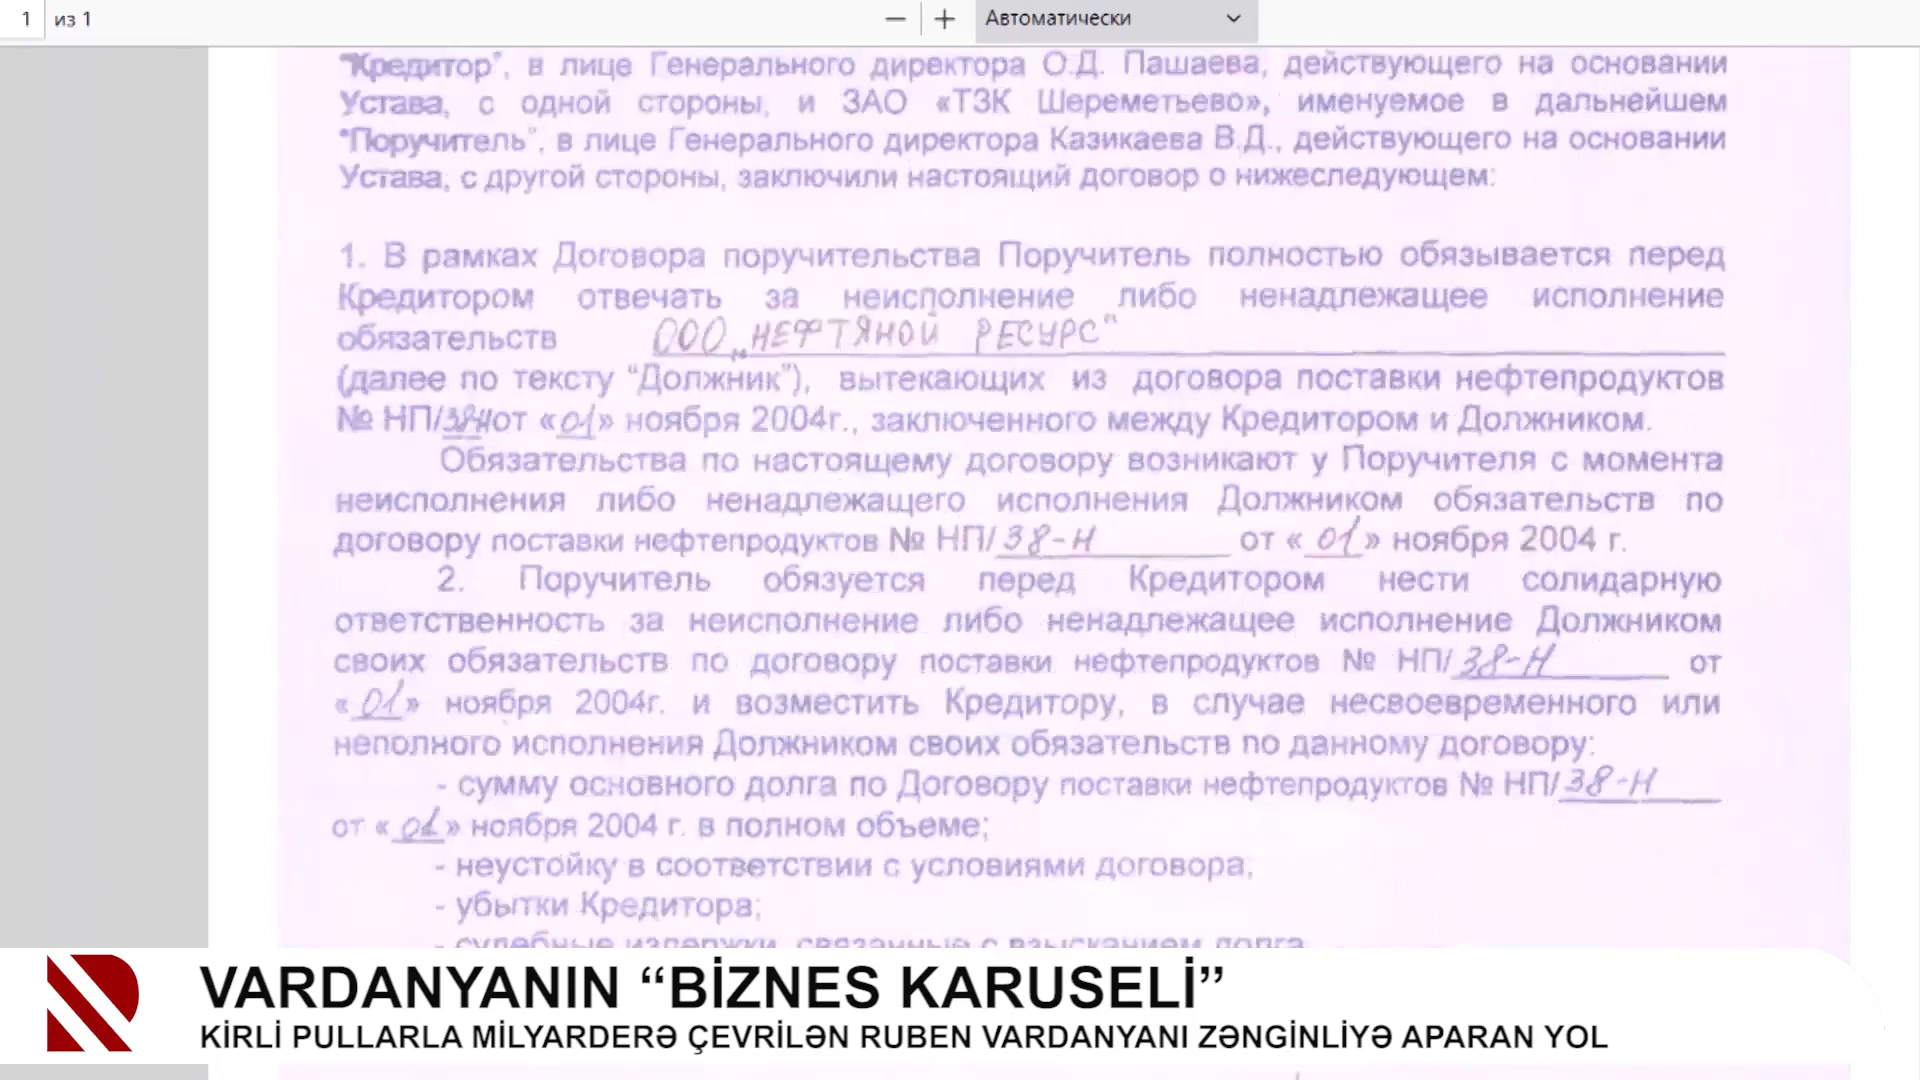 1 из 1 Автоматически
"Кредитор", в лице Генерального директора О.Д. Пашаева, действующего на основании
Устава, с одной стороны, и ЗАО «ТЗК Шереметьево», именуемое в дальнейшем
"Поручитель", в лице Генерального директора Казикаева В.Д., действующего на основании
Устава, с другой стороны, заключили настоящий договор о нижеследующем:
1. В рамках Договора поручительства Поручитель полностью обязывается перед
Кредитором отвечать за неисполнение либо ненадлежащее исполнение
обязательств ООО „НЕФТЯНОЙ РЕСУРС"
(далее по тексту "Должник"), вытекающих из договора поставки нефтепродуктов
№ НП/38Н от «01» ноября 2004г., заключенного между Кредитором и Должником.
Обязательства по настоящему договору возникают у Поручителя с момента
неисполнения либо ненадлежащего исполнения Должником обязательств по
договору поставки нефтепродуктов № НП/38-Н от «01» ноября 2004 г.
2. Поручитель обязуется перед Кредитором нести солидарную
ответственность за неисполнение либо ненадлежащее исполнение Должником
своих обязательств по договору поставки нефтепродуктов № НП/38-Н от
«01» ноября 2004г. и возместить Кредитору, в случае несвоевременного или
неполного исполнения Должником своих обязательств по данному договору:
- сумму основного долга по Договору поставки нефтепродуктов № НП/38-Н
от «01» ноября 2004 г. в полном объеме;
- неустойку в соответствии с условиями договора;
- убытки Кредитора;
- судебные издержки, связанные с взысканием долга
VARDANYANIN “BİZNES KARUSELİ”
KİRLİ PULLARLA MİLYARDERƏ ÇEVRİLƏN RUBEN VARDANYANI ZƏNGİNLİYƏ APARAN YOL